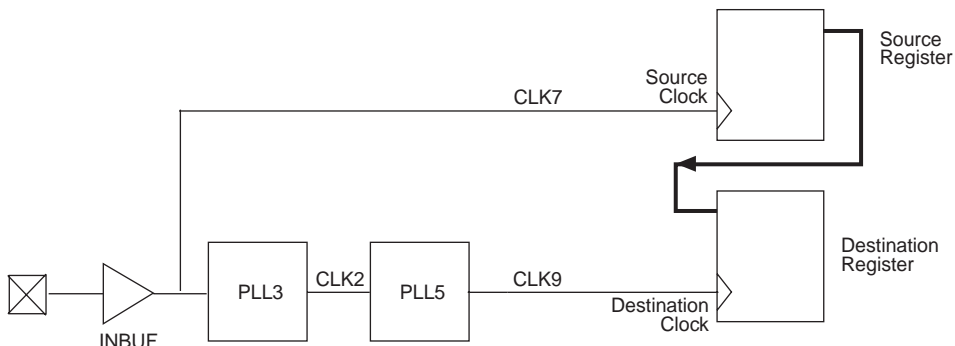 Source
Register
Source
Clock
CLK7
Destination
Register
PLL3
CLK2
PLL5
CLK9
Destination
Clock
INBUF